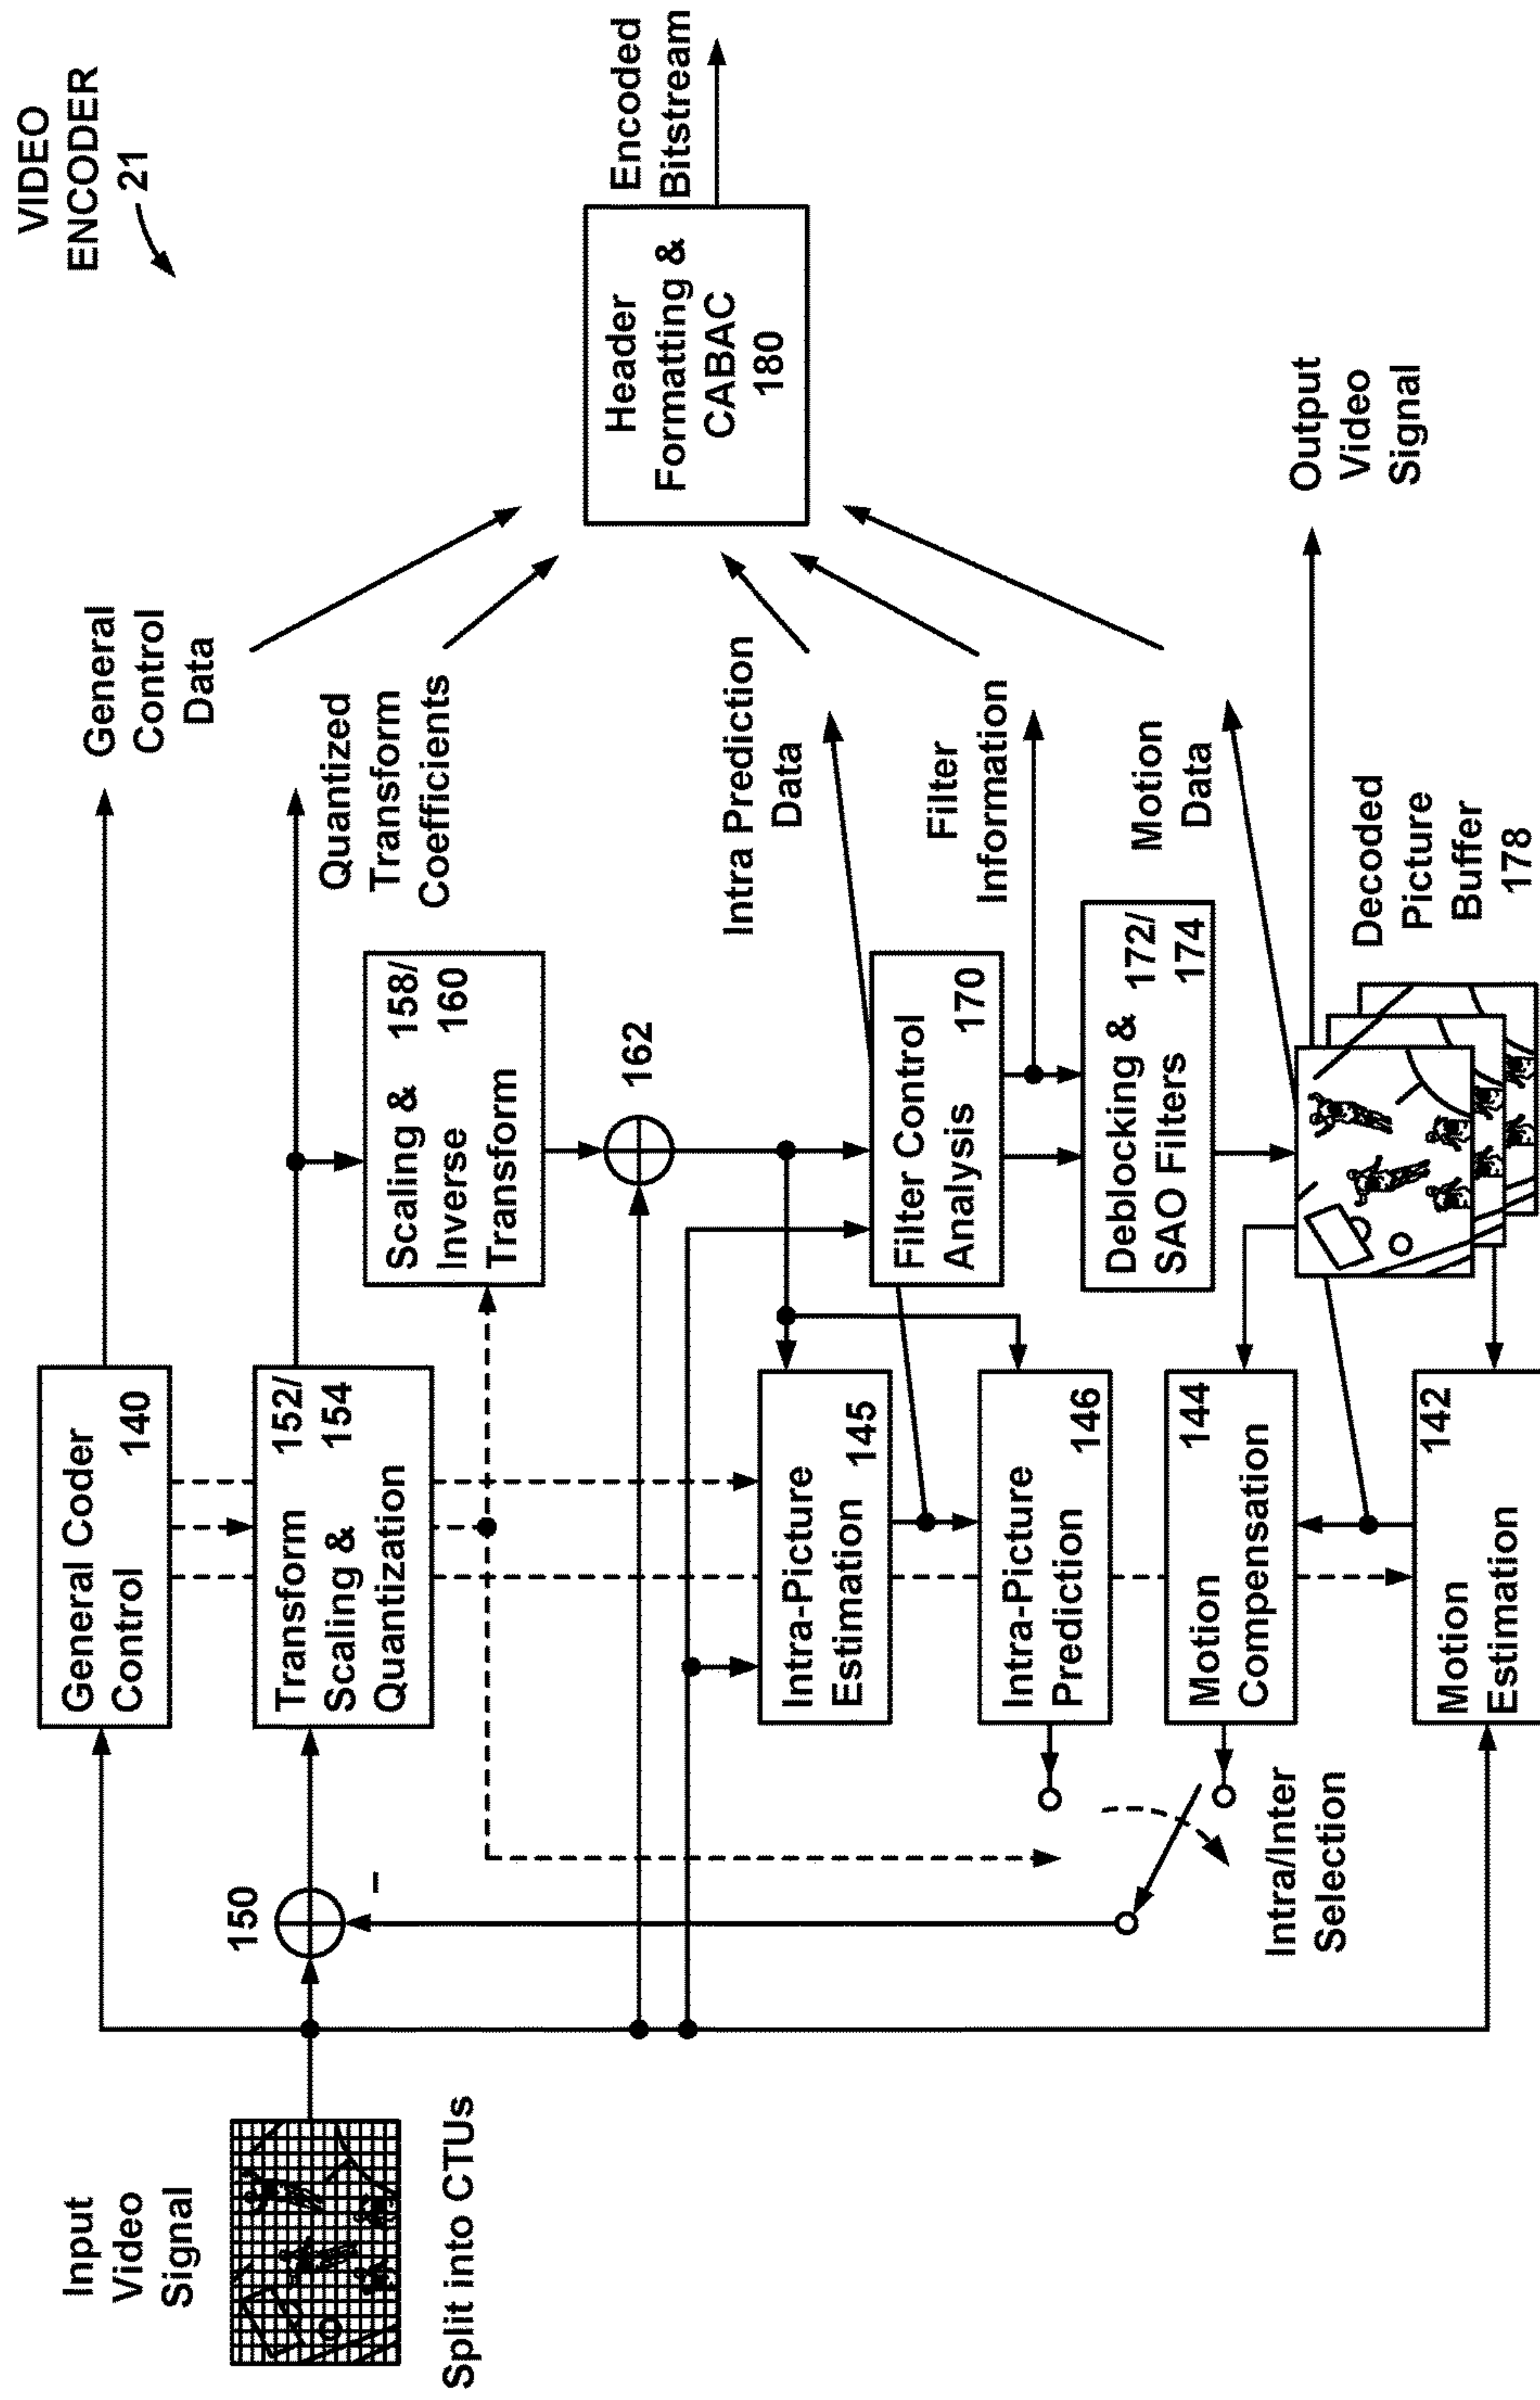 VIDEO
ENCODER
21
Input
Video
Signal
Split into CTUs
General Coder
Control 140
General
Control
Data
150
–
Transform 152/
Scaling & 154
Quantization
Quantized
Transform
Coefficients
Scaling & 158/
Inverse 160
Transform
162
Header
Formatting &
CABAC
180
Encoded
Bitstream
Intra-Picture
Estimation 145
Intra Prediction
Data
Filter Control
Analysis 170
Filter
Information
Intra-Picture
Prediction 146
Deblocking & 172/
SAO Filters 174
Motion
Data
Motion 144
Compensation
Intra/Inter
Selection
Output
Video
Signal
Decoded
Picture
Buffer
178
Motion 142
Estimation